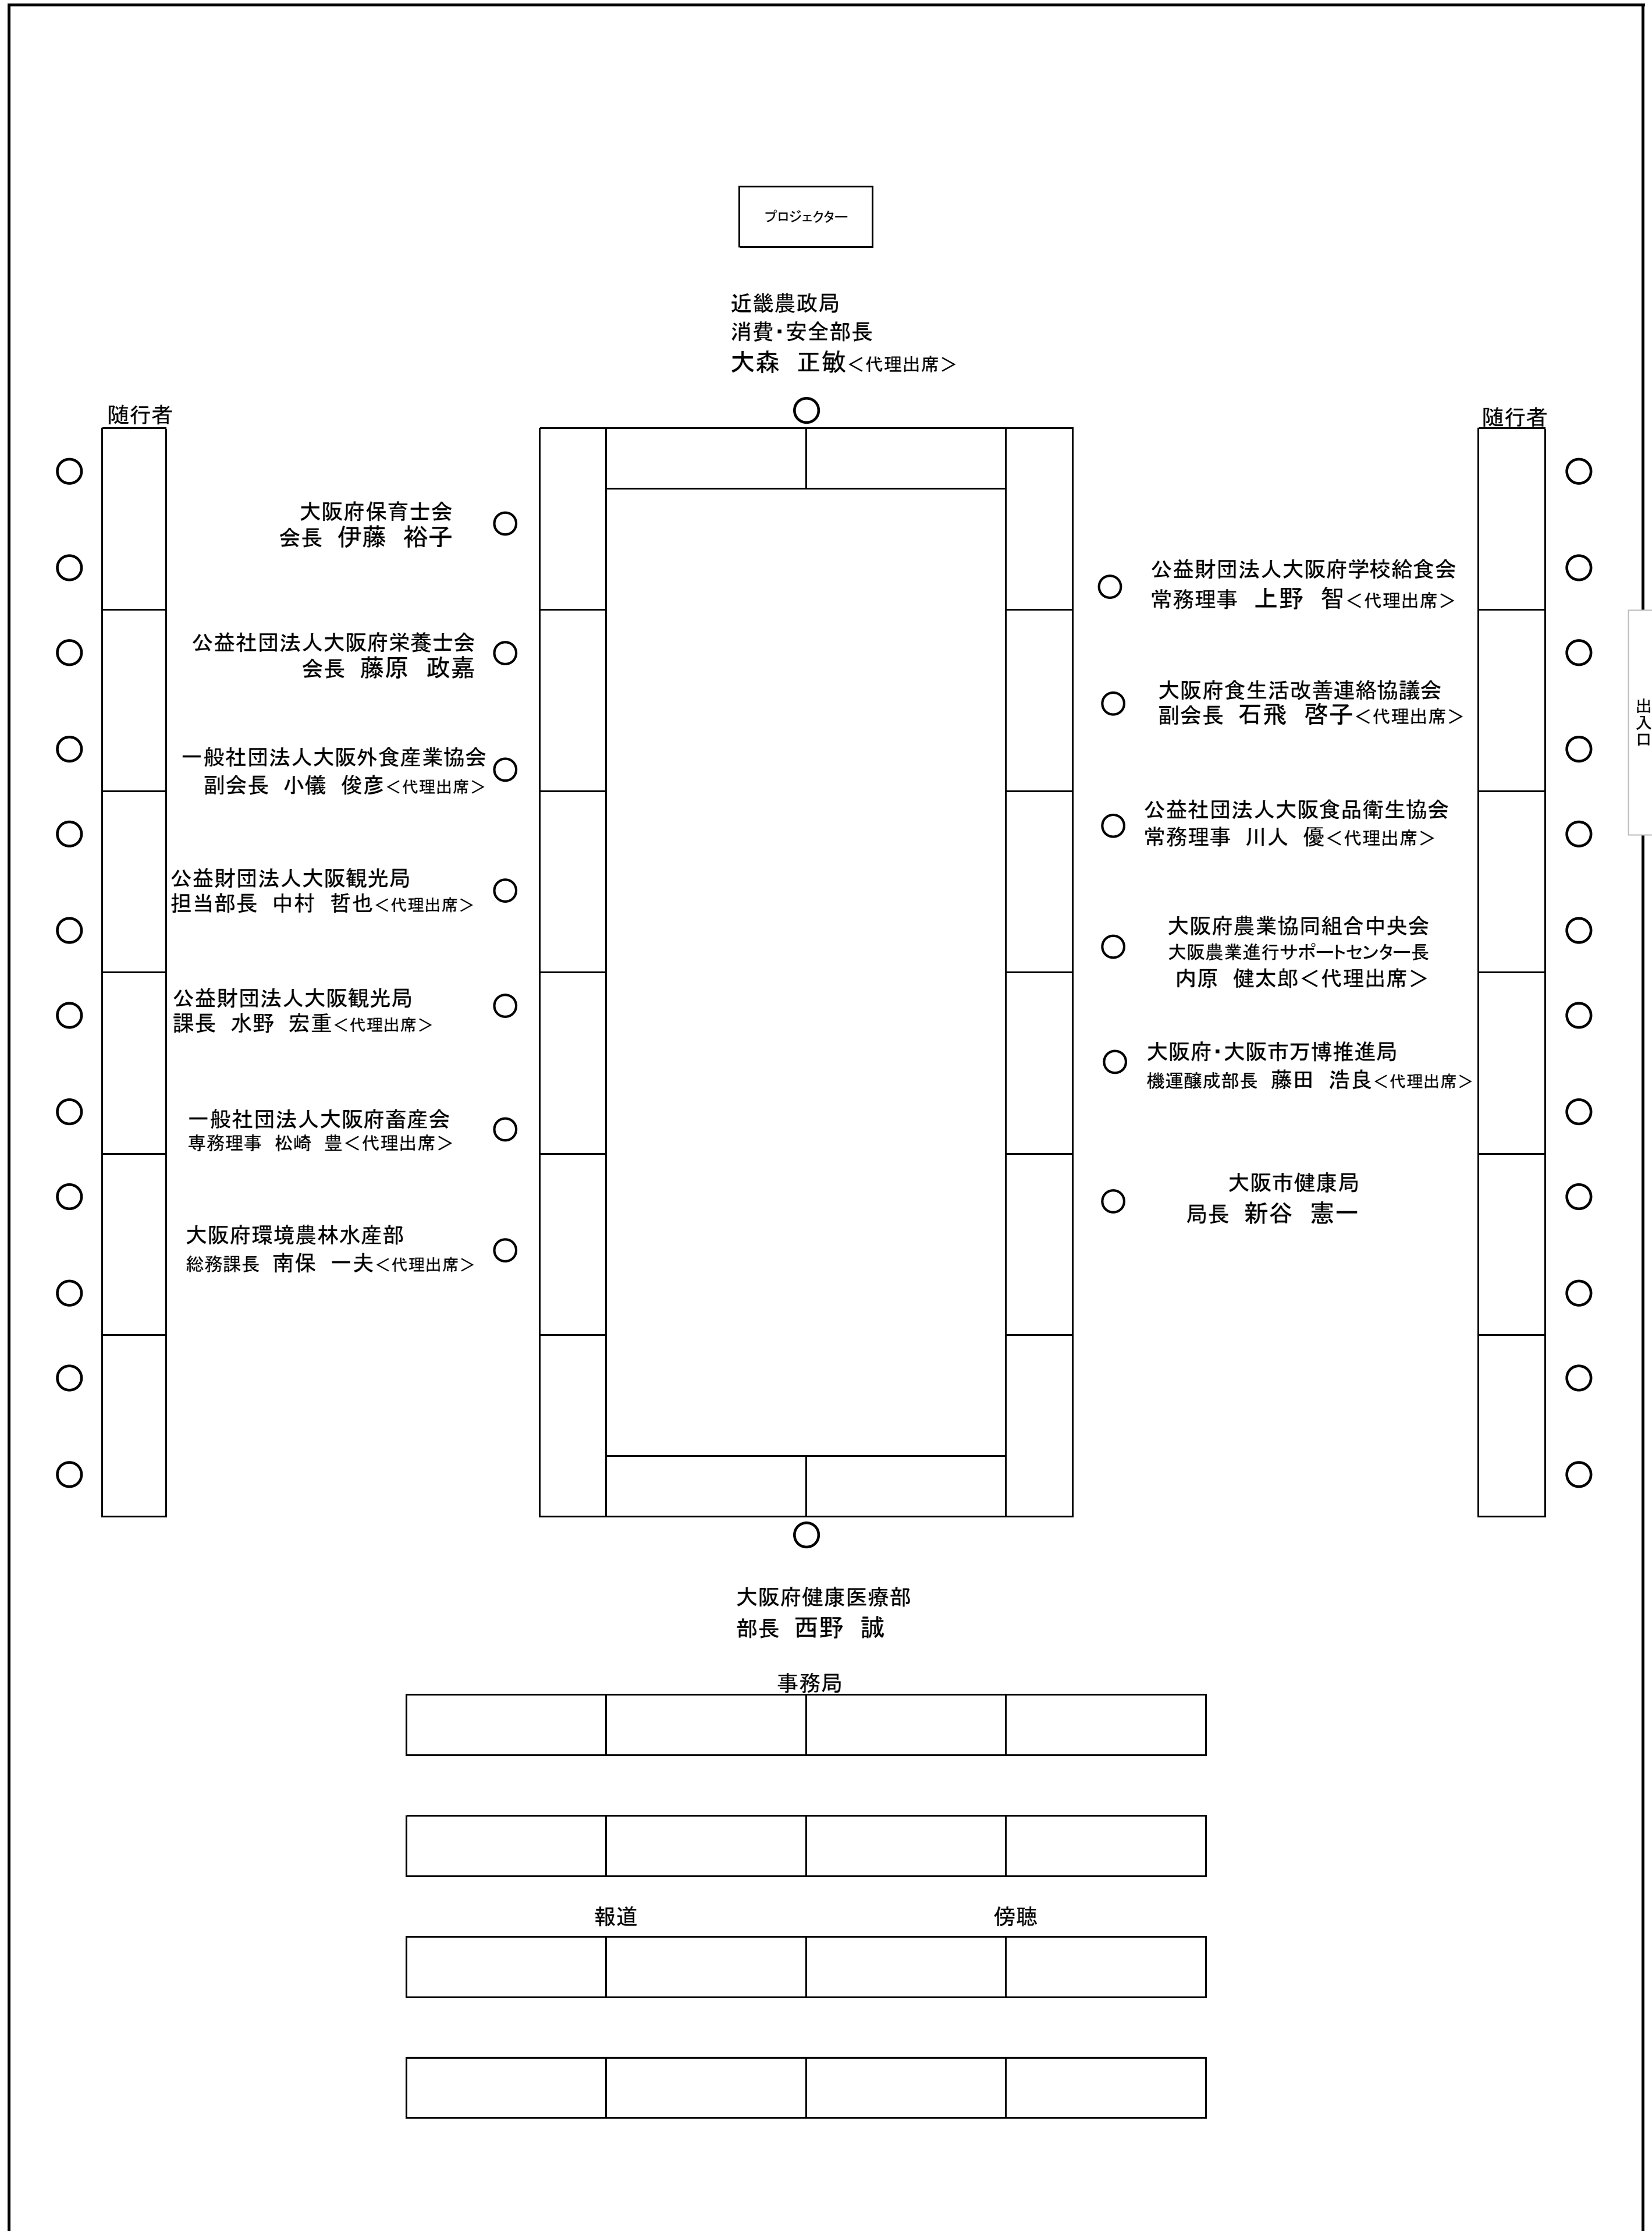 プロジェクター
近畿農政局
消費・安全部長
大森　正敏＜代理出席＞
随行者
随行者
大阪府保育士会
会長　伊藤　裕子
公益社団法人大阪府栄養士会
会長　藤原　政嘉
一般社団法人大阪外食産業協会
副会長　小儀　俊彦＜代理出席＞
公益財団法人大阪観光局
担当部長　中村　哲也＜代理出席＞
公益財団法人大阪観光局
課長　水野　宏重＜代理出席＞
一般社団法人大阪府畜産会
専務理事　松崎　豊＜代理出席＞
大阪府環境農林水産部
総務課長　南保　一夫＜代理出席＞
公益財団法人大阪府学校給食会
常務理事　上野　智＜代理出席＞
大阪府食生活改善連絡協議会
副会長　石飛　啓子＜代理出席＞
公益社団法人大阪食品衛生協会
常務理事　川人　優＜代理出席＞
大阪府農業協同組合中央会
大阪農業進行サポートセンター長
内原　健太郎＜代理出席＞
大阪府・大阪市万博推進局
機運醸成部長　藤田　浩良＜代理出席＞
大阪市健康局
局長　新谷　憲一
出入口
大阪府健康医療部
部長　西野　誠
事務局
報道
傍聴